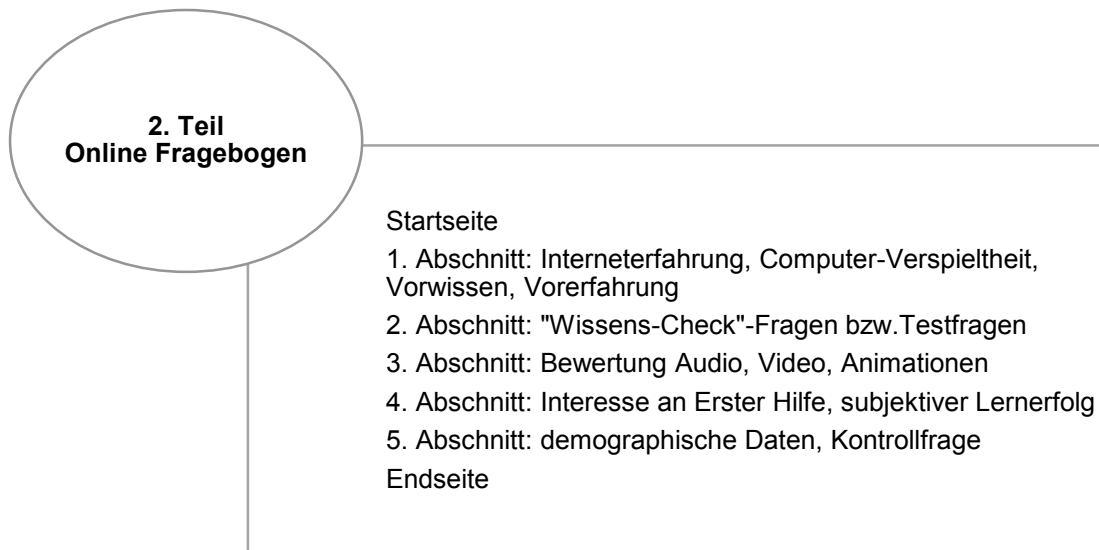 2. Teil
Online Fragebogen
Startseite
1. Abschnitt: Interneterfahrung, Computer-Verspieltheit,
Vorwissen, Vorerfahrung
2. Abschnitt: "Wissens-Check"-Fragen bzw.Testfragen
3. Abschnitt: Bewertung Audio, Video, Animationen
4. Abschnitt: Interesse an Erster Hilfe, subjektiver Lernerfolg
5. Abschnitt: demographische Daten, Kontrollfrage
Endseite